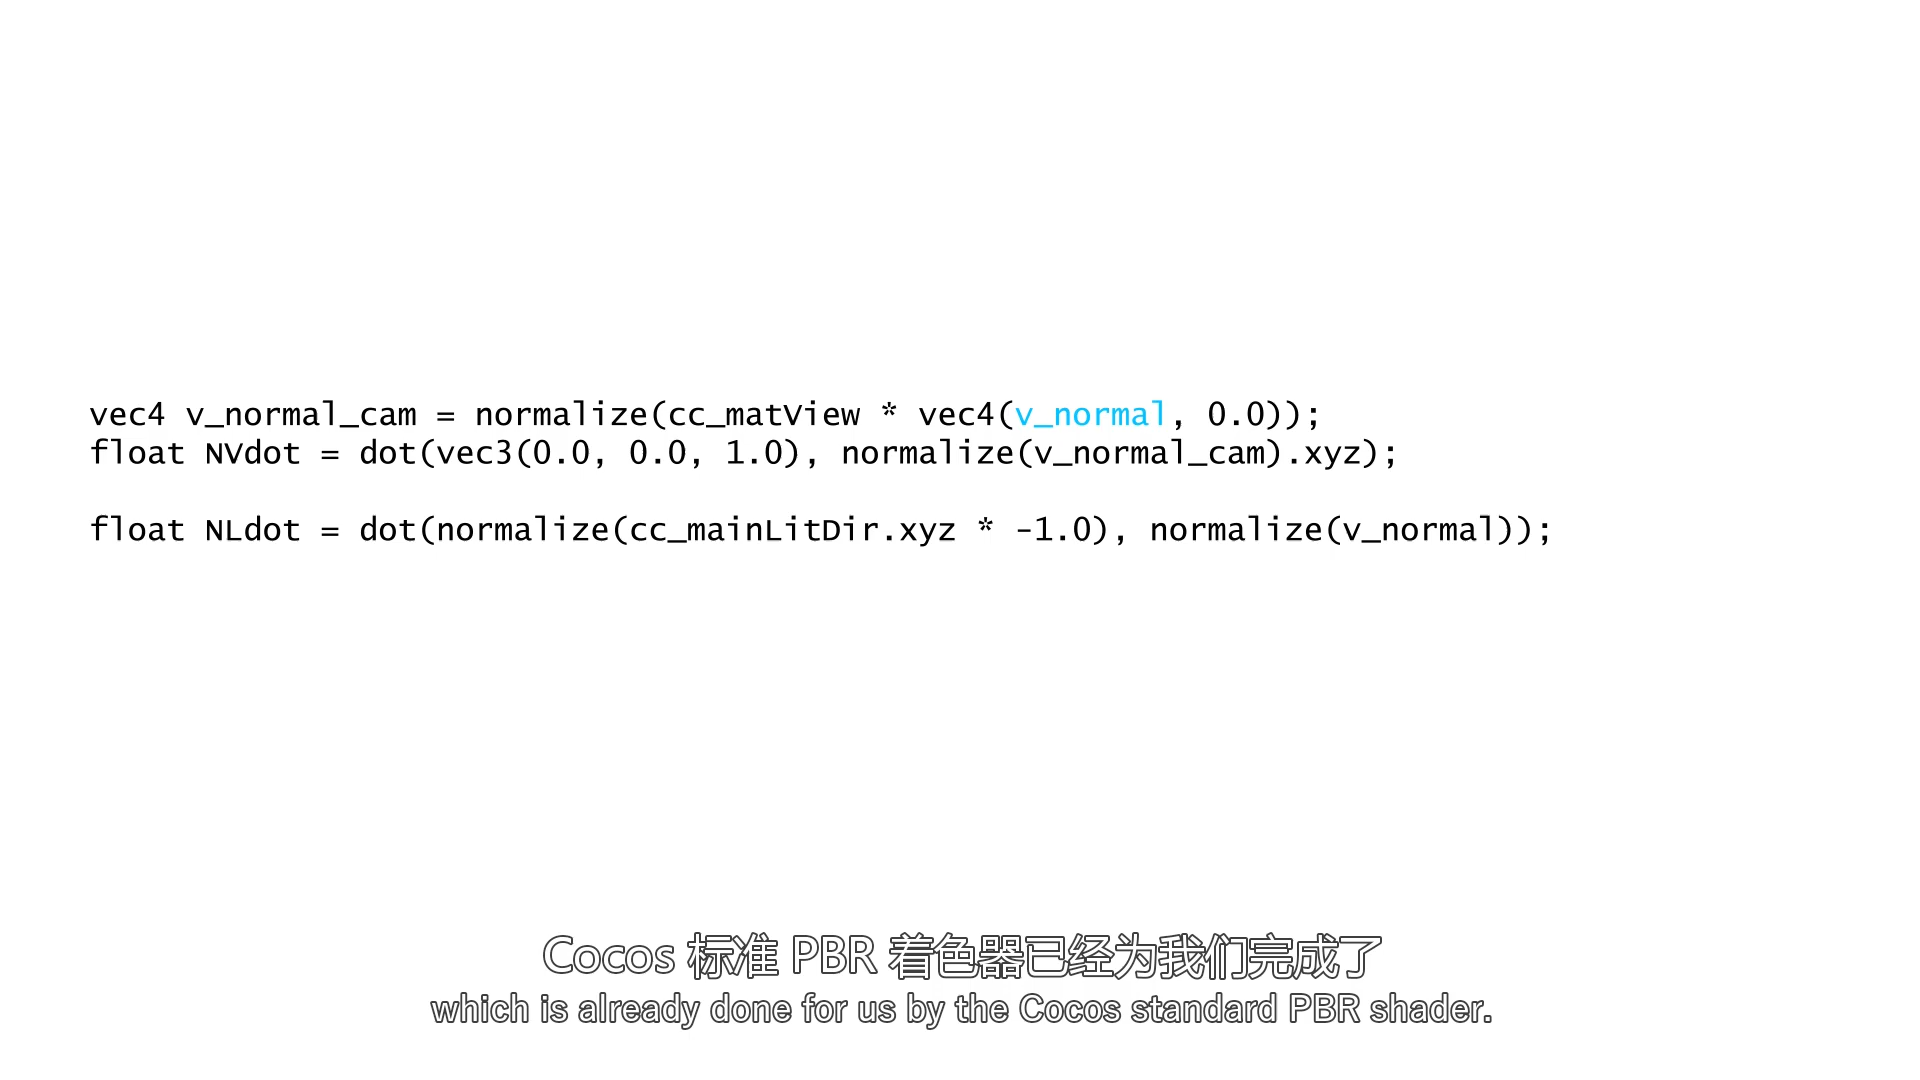 vec4 v_normal_cam = normalize(cc_matView * vec4(v_normal, 0.0));
float NVdot = dot(vec3(0.0, 0.0, 1.0), normalize(v_normal_cam).xyz);
float NLdot = dot(normalize(cc_mainLitDir.xyz * -1.0), normalize(v_normal));
Cocos 标准 PBR 着色器已经为我们完成了
which is already done for us by the Cocos standard PBR shader.